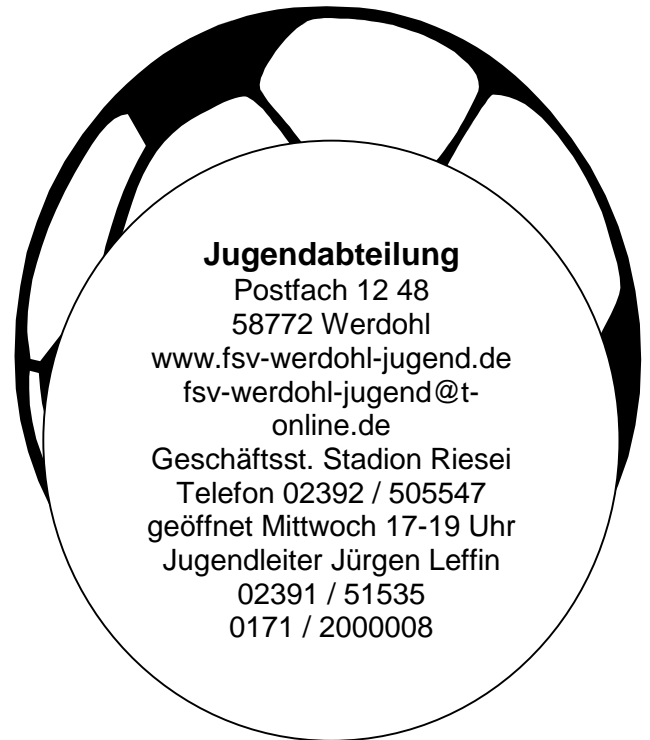 Jugendabteilung
Postfach 12 48
58772 Werdohl
www.fsv-werdohl-jugend.de
fsv-werdohl-jugend@t-
online.de
Geschäftsst. Stadion Riesei
Telefon 02392 / 505547
geöffnet Mittwoch 17-19 Uhr
Jugendleiter Jürgen Leffin
02391 / 51535
0171 / 2000008